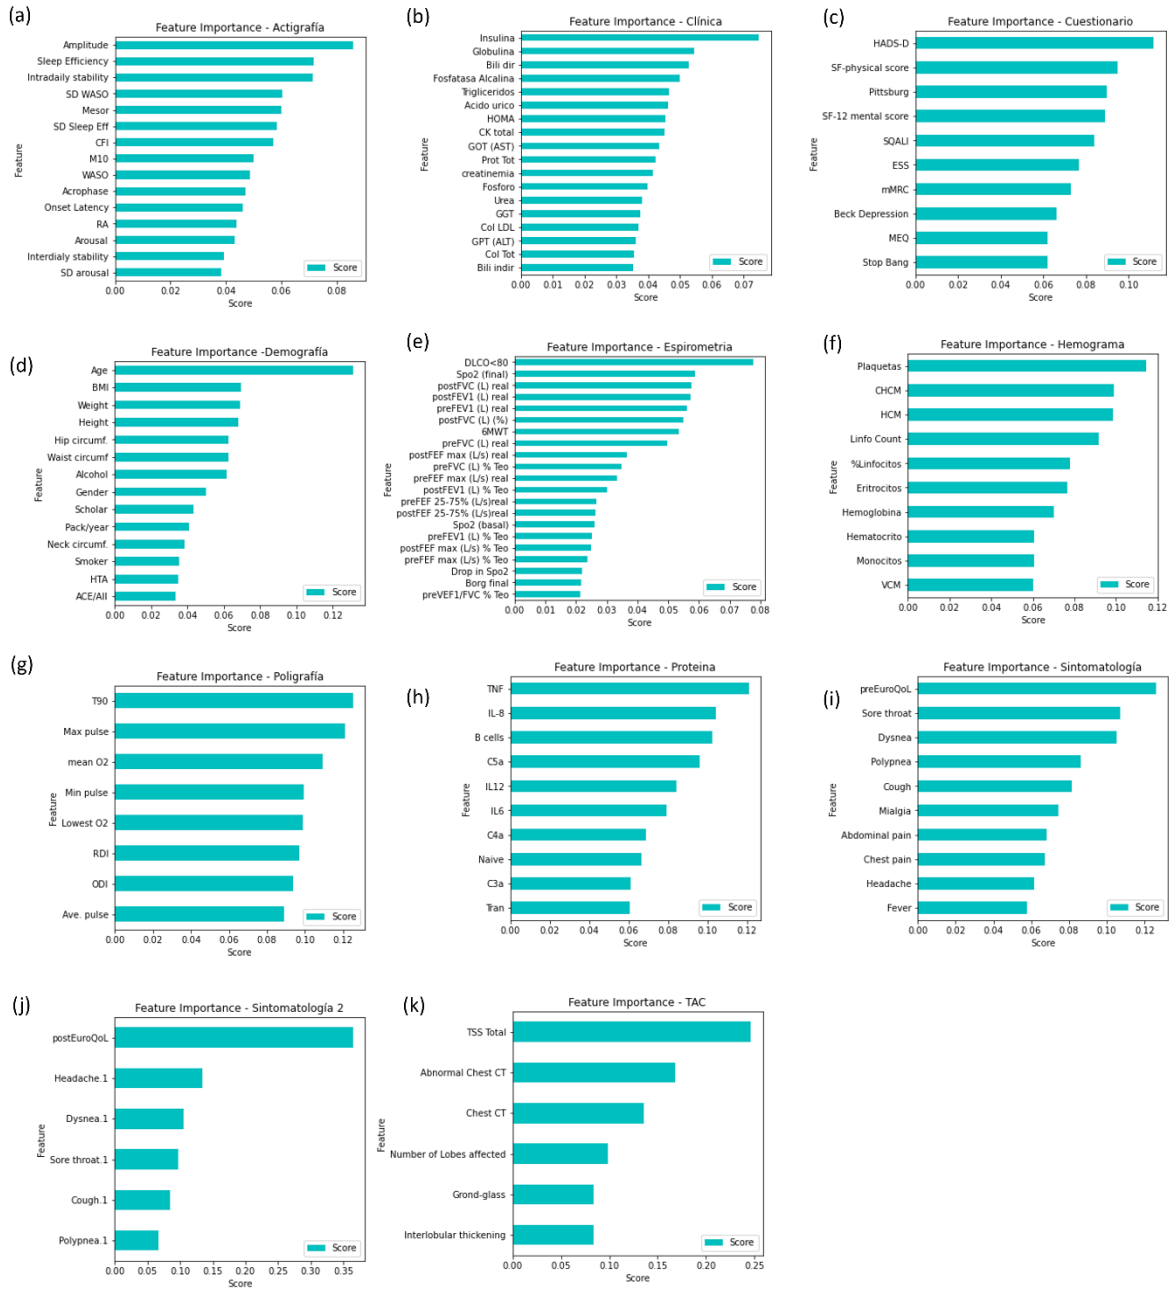 (a)
Feature Importance - Actigrafía
Amplitude
Sleep Efficiency
Intradaily stability
SD WASO
Mesor
SD Sleep Eff
CFI
M10
WASO
Acrophase
Onset Latency
RA
Arousal
Interdialy stability
SD arousal
Feature
Score
0.00 0.02 0.04 0.06 0.08
Score
(b)
Feature Importance - Clínica
Insulina
Globulina
Bili dir
Fosfatasa Alcalina
Trigliceridos
Acido urico
HOMA
CK total
GOT (AST)
Prot Tot
creatinemia
Fosforo
Urea
GGT
Col LDL
GPT (ALT)
Col Tot
Bili indir
Feature
Score
0.00 0.01 0.02 0.03 0.04 0.05 0.06 0.07
Score
(c)
Feature Importance - Cuestionario
HADS-D
SF-physical score
Pittsburg
SF-12 mental score
SQALI
ESS
mMRC
Beck Depression
MEQ
Stop Bang
Feature
Score
0.00 0.02 0.04 0.06 0.08 0.10
Score
(d)
Feature Importance -Demografía
Age
BMI
Weight
Height
Hip circumf.
Waist circumf
Alcohol
Gender
Scholar
Pack/year
Neck circumf.
Smoker
HTA
ACE/AII
Feature
Score
0.00 0.02 0.04 0.06 0.08 0.10 0.12
Score
(e)
Feature Importance - Espirometria
DLCO<80
Spo2 (final)
postFVC (L) real
postFEV1 (L) real
preFEV1 (L) real
postFVC (L) (%)
6MWT
preFVC (L) real
postFEF max (L/s) real
preFVC (L) % Teo
preFEF max (L/s) real
postFEV1 (L) % Teo
preFEF 25-75% (L/s)real
postFEF 25-75% (L/s)real
Spo2 (basal)
preFEV1 (L) % Teo
postFEF max (L/s) % Teo
preFEF max (L/s) % Teo
Drop in Spo2
Borg final
preVEF1/FVC % Teo
Feature
Score
0.00 0.01 0.02 0.03 0.04 0.05 0.06 0.07 0.08
Score
(f)
Feature Importance - Hemograma
Plaquetas
CHCM
HCM
Linfo Count
%Linfocitos
Eritrocitos
Hemoglobina
Hematocrito
Monocitos
VCM
Feature
Score
0.00 0.02 0.04 0.06 0.08 0.10 0.12
Score
(g)
Feature Importance - Poligrafía
T90
Max pulse
mean O2
Min pulse
Lowest O2
RDI
ODI
Ave. pulse
Feature
Score
0.00 0.02 0.04 0.06 0.08 0.10 0.12
Score
(h)
Feature Importance - Proteina
TNF
IL-8
B cells
C5a
IL12
IL6
C4a
Naive
C3a
Tran
Feature
Score
0.00 0.02 0.04 0.06 0.08 0.10 0.12
Score
(i)
Feature Importance - Sintomatología
preEuroQoL
Sore throat
Dysnea
Polypnea
Cough
Mialgia
Abdominal pain
Chest pain
Headache
Fever
Feature
Score
0.00 0.02 0.04 0.06 0.08 0.10 0.12
Score
(j)
Feature Importance - Sintomatología 2
postEuroQoL
Headache.1
Dysnea.1
Sore throat.1
Cough.1
Polypnea.1
Feature
Score
0.00 0.05 0.10 0.15 0.20 0.25 0.30 0.35
Score
(k)
Feature Importance - TAC
TSS Total
Abnormal Chest CT
Chest CT
Number of Lobes affected
Grond-glass
Interlobular thickening
Feature
Score
0.00 0.05 0.10 0.15 0.20 0.25
Score